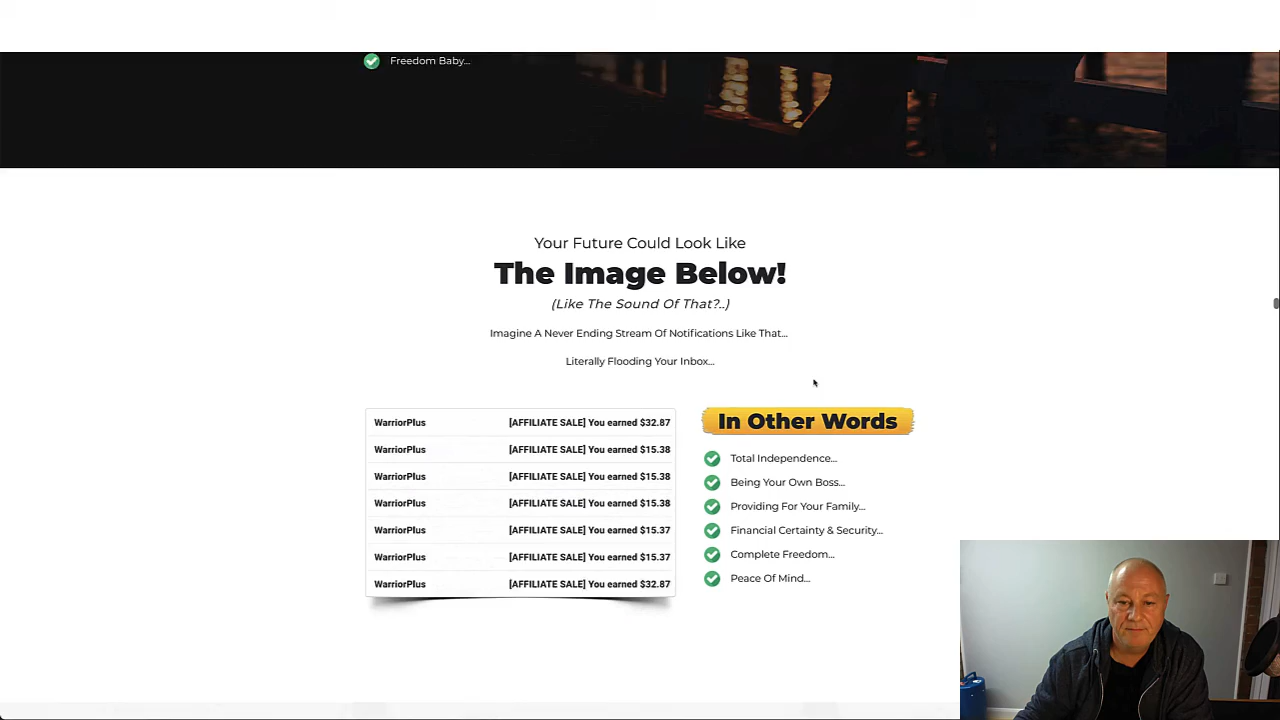 Freedom Baby...
Your Future Could Look Like
The Image Below!
(Like The Sound Of That?..)
Imagine A Never Ending Stream Of Notifications Like That...
Literally Flooding Your Inbox...
WarriorPlus [AFFILIATE SALE] You earned $32.87
WarriorPlus [AFFILIATE SALE] You earned $15.38
WarriorPlus [AFFILIATE SALE] You earned $15.38
WarriorPlus [AFFILIATE SALE] You earned $15.38
WarriorPlus [AFFILIATE SALE] You earned $15.37
WarriorPlus [AFFILIATE SALE] You earned $15.37
WarriorPlus [AFFILIATE SALE] You earned $32.87
In Other Words
Total Independence...
Being Your Own Boss...
Providing For Your Family...
Financial Certainty & Security...
Complete Freedom...
Peace Of Mind...